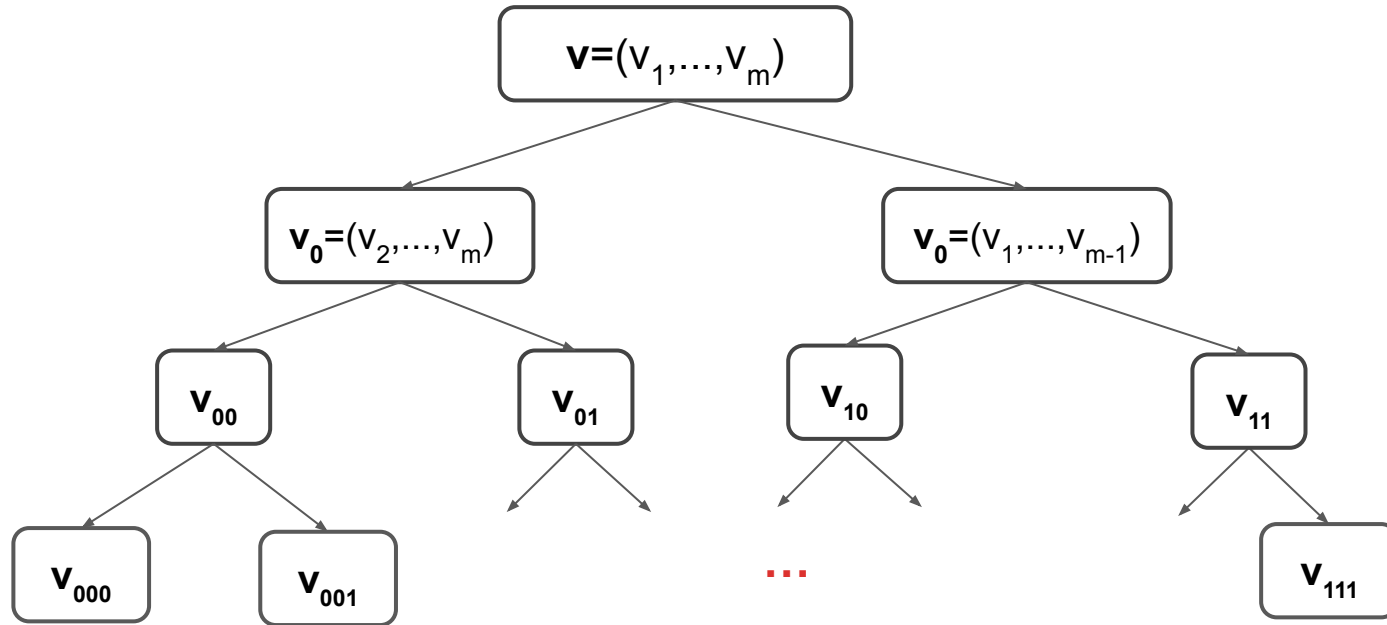 v=(v₁,...,vₘ)
v₀=(v₂,...,vₘ)
v₀=(v₁,...,vₘ₋₁)
v₀₀
v₀₁
v₁₀
v₁₁
v₀₀₀
v₀₀₁
...
v₁₁₁